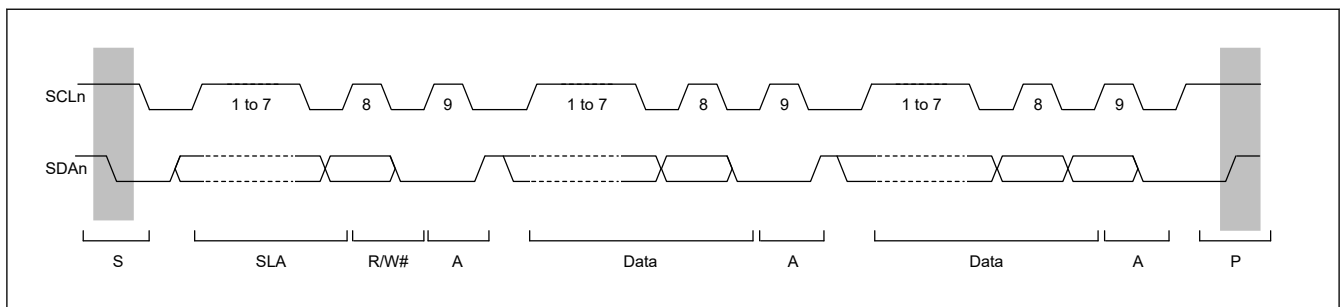 SCLn
1 to 7 8 9 1 to 7 8 9 1 to 7 8 9
SDAn
S SLA R/W# A Data A Data A P